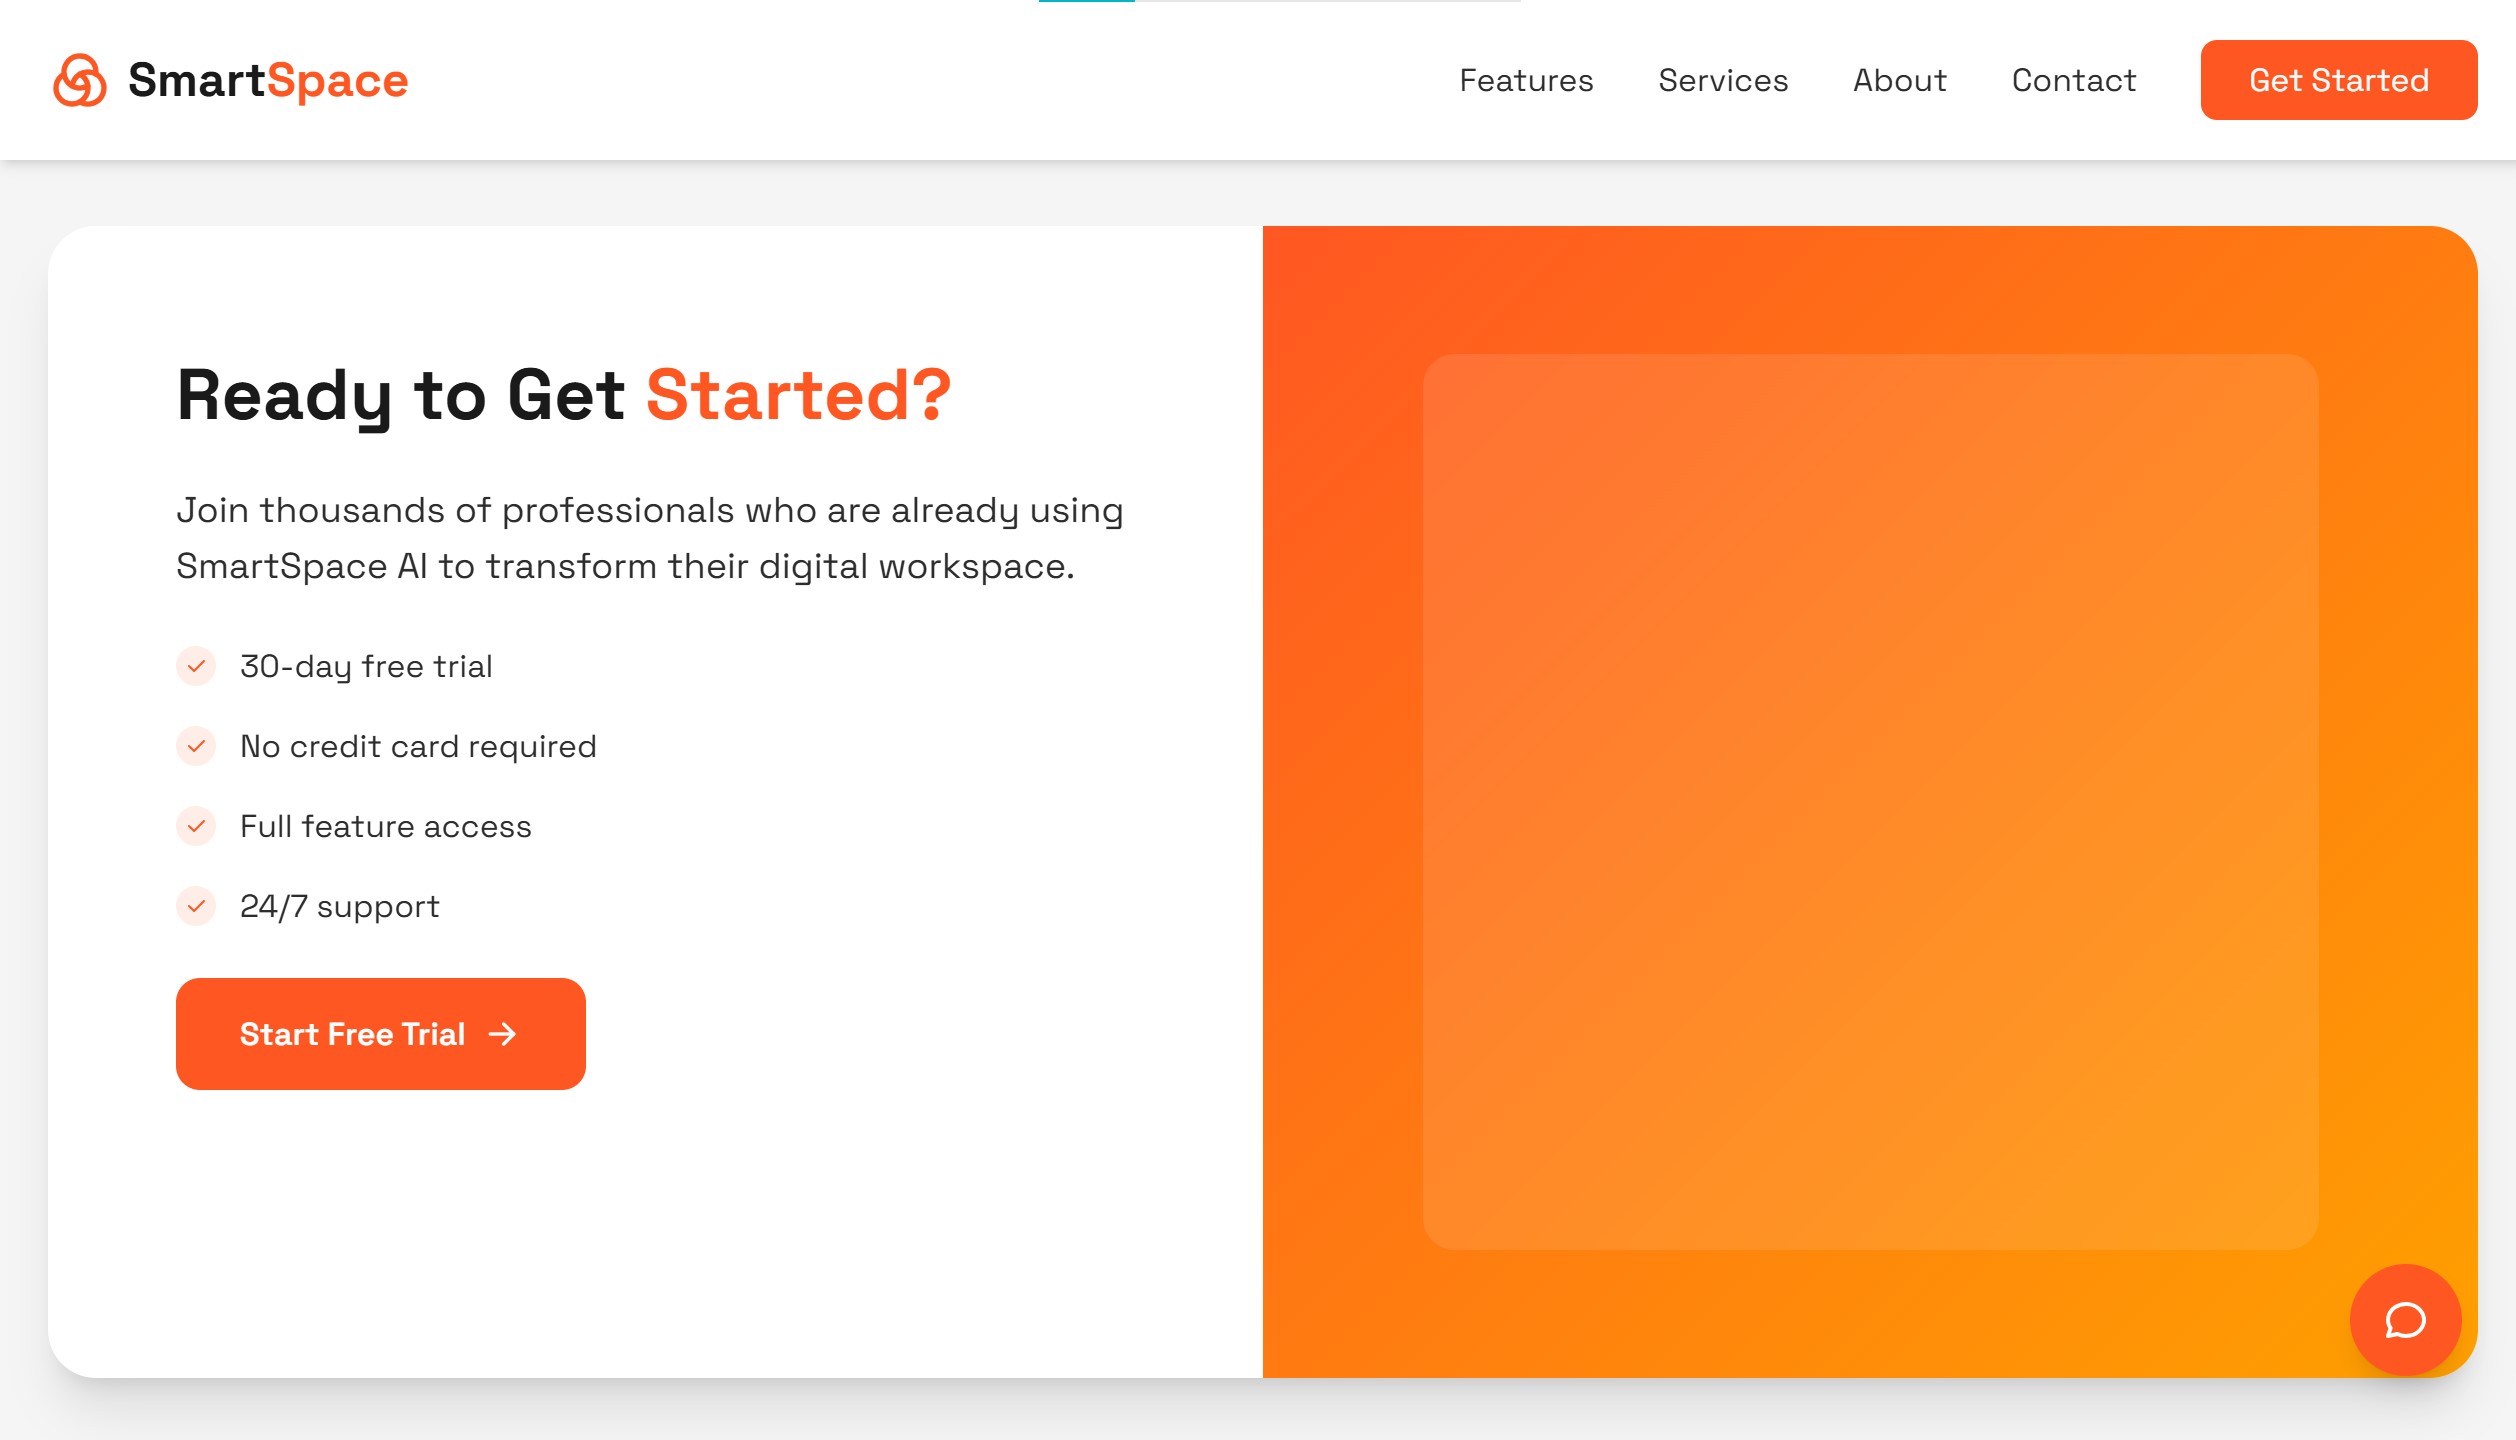 SmartSpace
Features
Services
About
Contact
Get Started
Ready to Get Started?
Join thousands of professionals who are already using
SmartSpace AI to transform their digital workspace.
30-day free trial
No credit card required
Full feature access
24/7 support
Start Free Trial